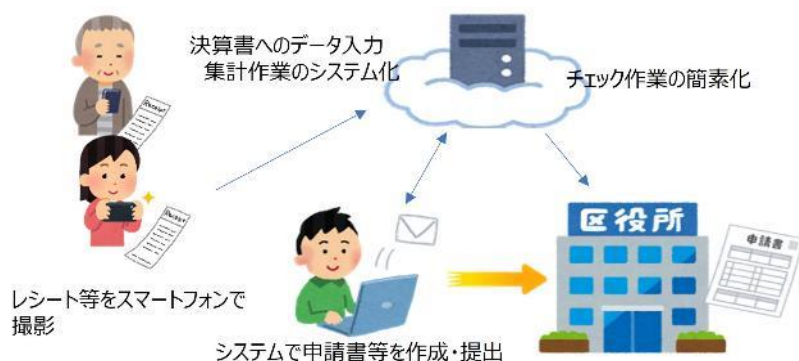 決算書へのデータ入力
集計作業のシステム化
チェック作業の簡素化
Receipt
Receipt
区役所
申請書
レシート等をスマートフォンで
撮影
システムで申請書等を作成・提出